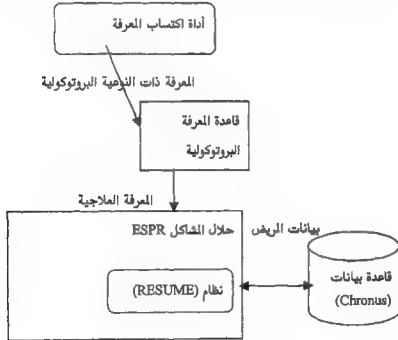 أداة اكتساب المعرفة
المعرفة ذات النوعية البروتوكولية
قاعدة المعرفة
البروتوكولية
المعرفة العلاجية
حلال المشاكل ESPR
بيانات المريض
نظام (RESUME)
قاعدة بيانات
(Chronus)